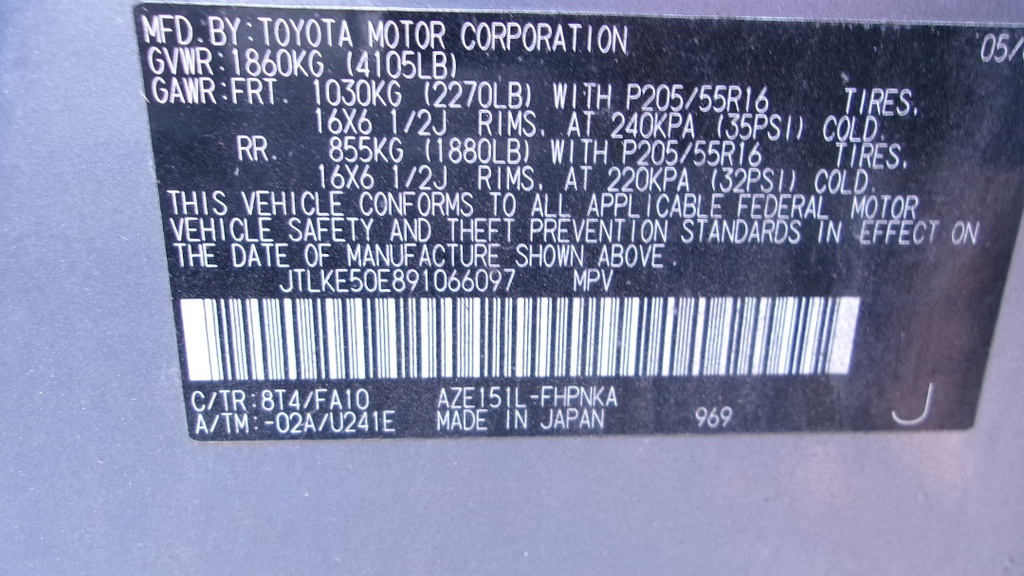 MFD. BY: TOYOTA MOTOR CORPORATION 05/
GVWR: 1860KG (4105LB)
GAWR: FRT. 1030KG (2270LB) WITH P205/55R16 TIRES,
16X6 1/2J RIMS, AT 240KPA (35PSI) COLD.
RR. 855KG (1880LB) WITH P205/55R16 TIRES,
16X6 1/2J RIMS, AT 220KPA (32PSI) COLD.
THIS VEHICLE CONFORMS TO ALL APPLICABLE FEDERAL MOTOR
VEHICLE SAFETY AND THEFT PREVENTION STANDARDS IN EFFECT ON
THE DATE OF MANUFACTURE SHOWN ABOVE.
JTLKE50E891066097 MPV
C/TR: 8T4/FA10 AZE151L-FHPNKA
A/TM: -02A/U241E MADE IN JAPAN 969 J